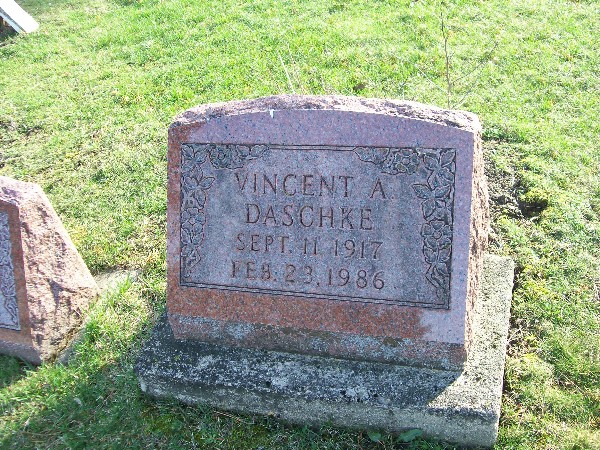 VINCENT A.
DASCHKE
SEPT. 11 1917
FEB. 23, 1986